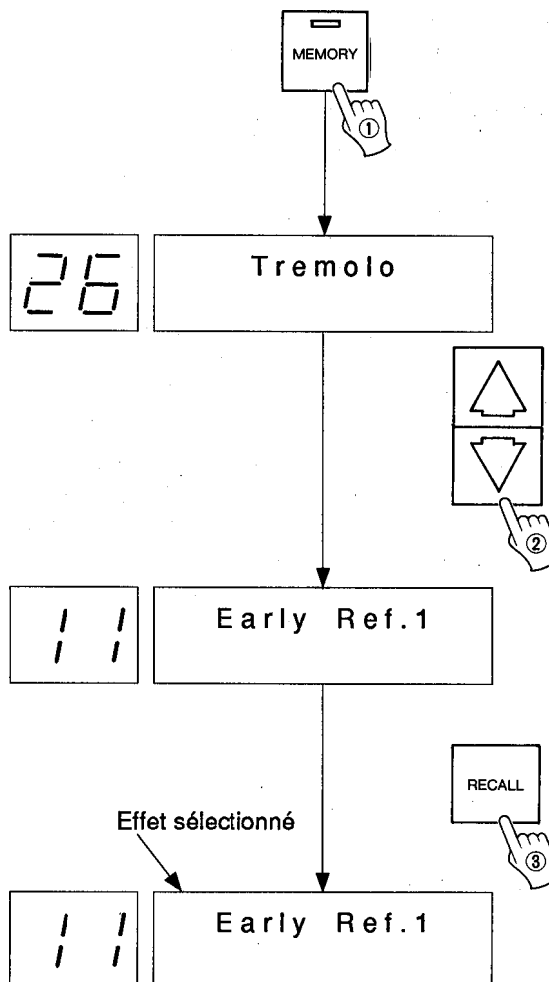 MEMORY
①
26
Tremolo
②
11
Early Ref.1
RECALL
Effet sélectionné
③
11
Early Ref.1